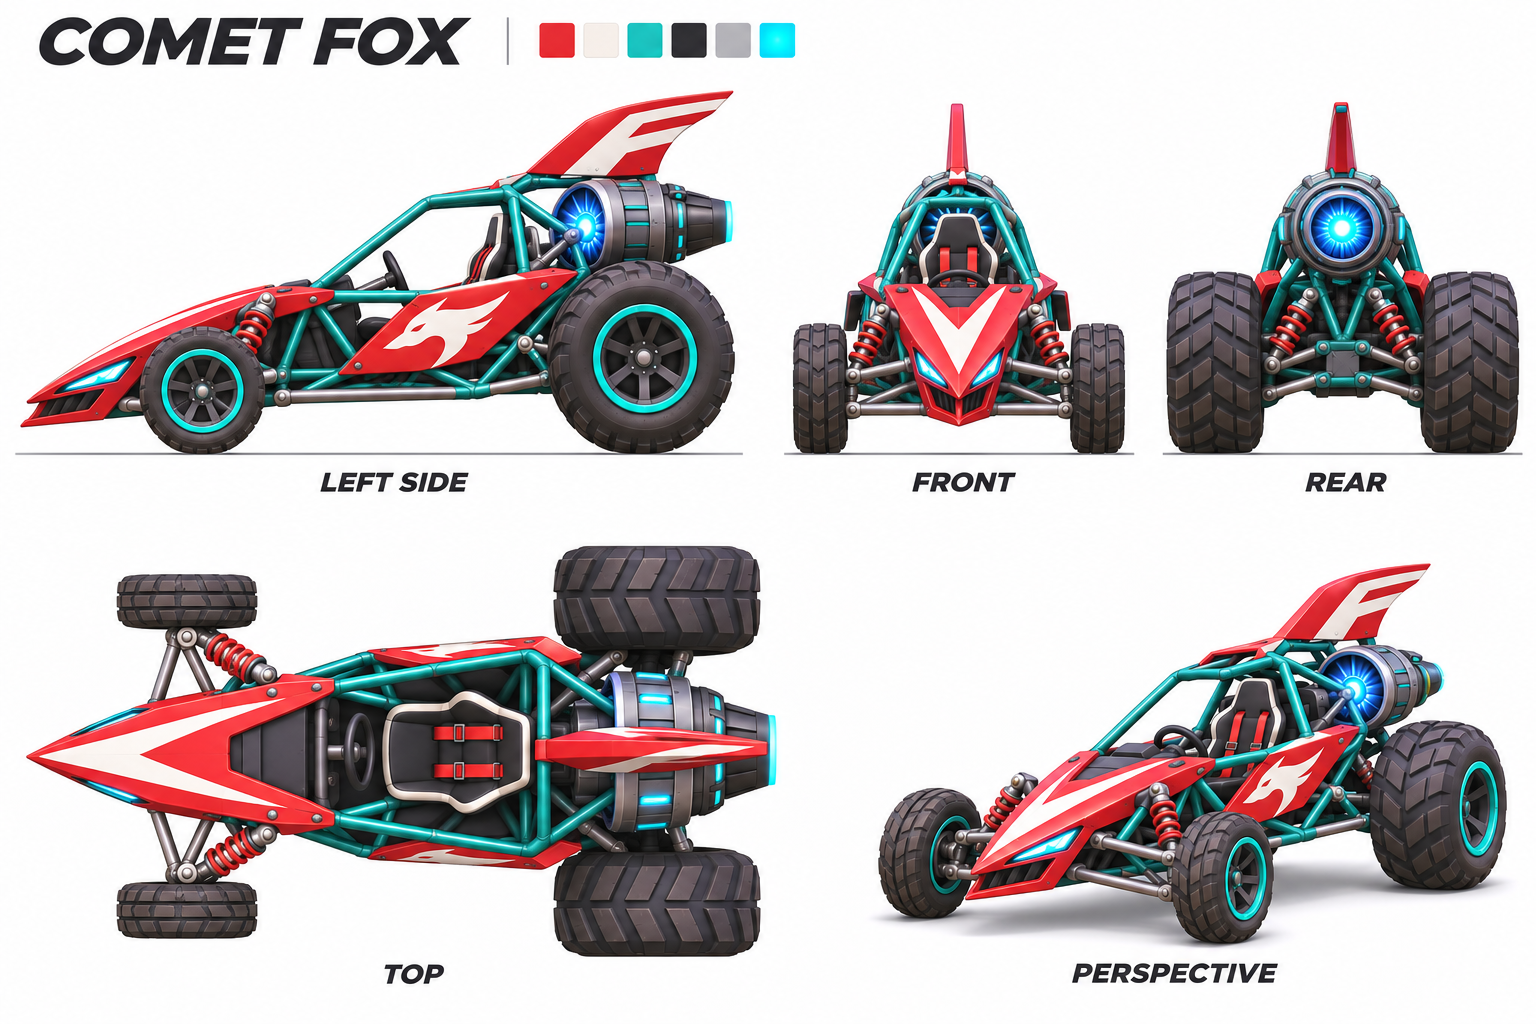 COMET FOX
LEFT SIDE
FRONT
REAR
TOP
PERSPECTIVE